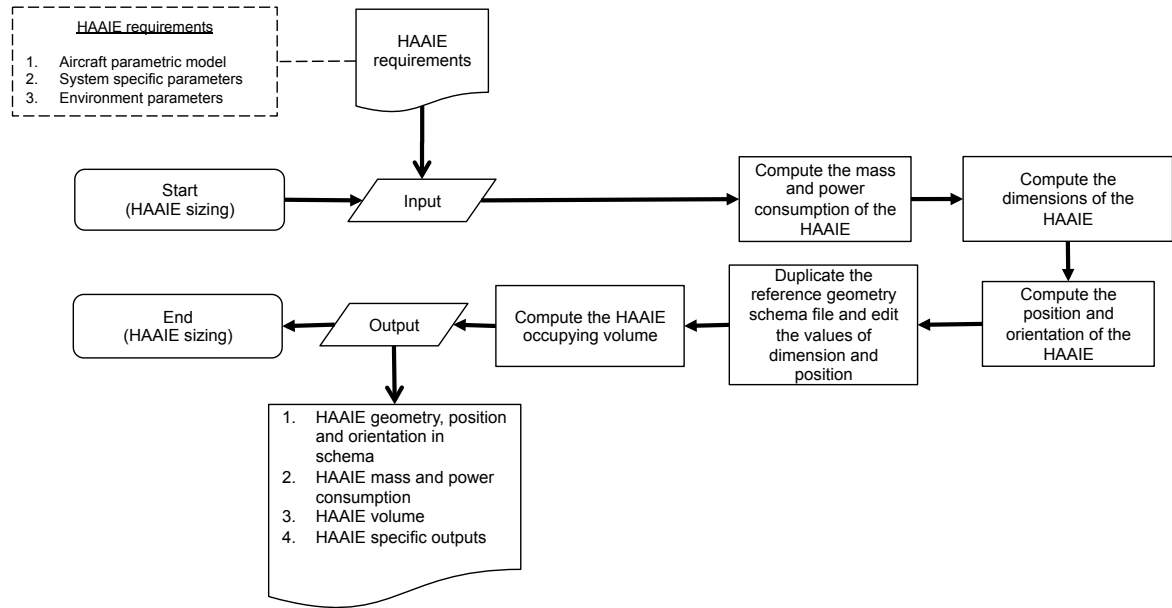 HAAIE requirements
1. Aircraft parametric model
2. System specific parameters
3. Environment parameters
HAAIE
requirements
Start
(HAAIE sizing)
Input
Compute the mass
and power
consumption of the
HAAIE
Compute the
dimensions of the
HAAIE
End
(HAAIE sizing)
Output
Compute the HAAIE
occupying volume
Duplicate the
reference geometry
schema file and edit
the values of
dimension and
position
Compute the
position and
orientation of the
HAAIE
1. HAAIE geometry, position
and orientation in
schema
2. HAAIE mass and power
consumption
3. HAAIE volume
4. HAAIE specific outputs